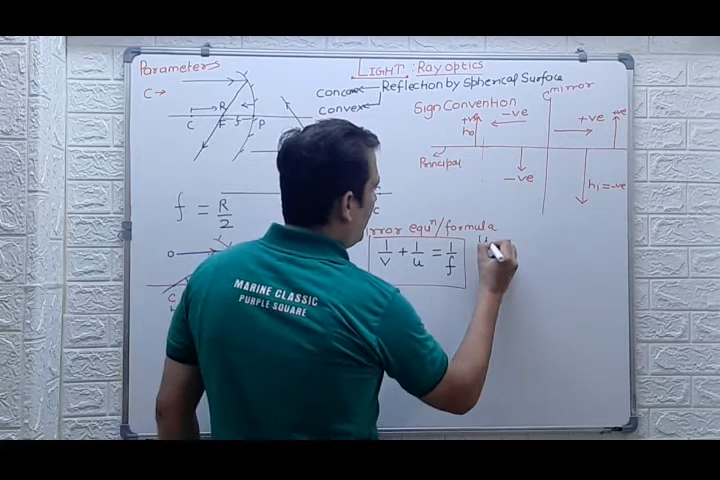 LIGHT : Ray optics
Reflection by Spherical Surface
Concave
Convex
Parameters
C →
R
C F f P
f = R/2
O
C
C
Sign Convention
mirror
+ve
h₀
-ve
+ve
+ve
Principal
-ve
h₁ = -ve
equⁿ/formula
1/v + 1/u = 1/f
u
MARINE CLASSIC
PURPLE SQUARE